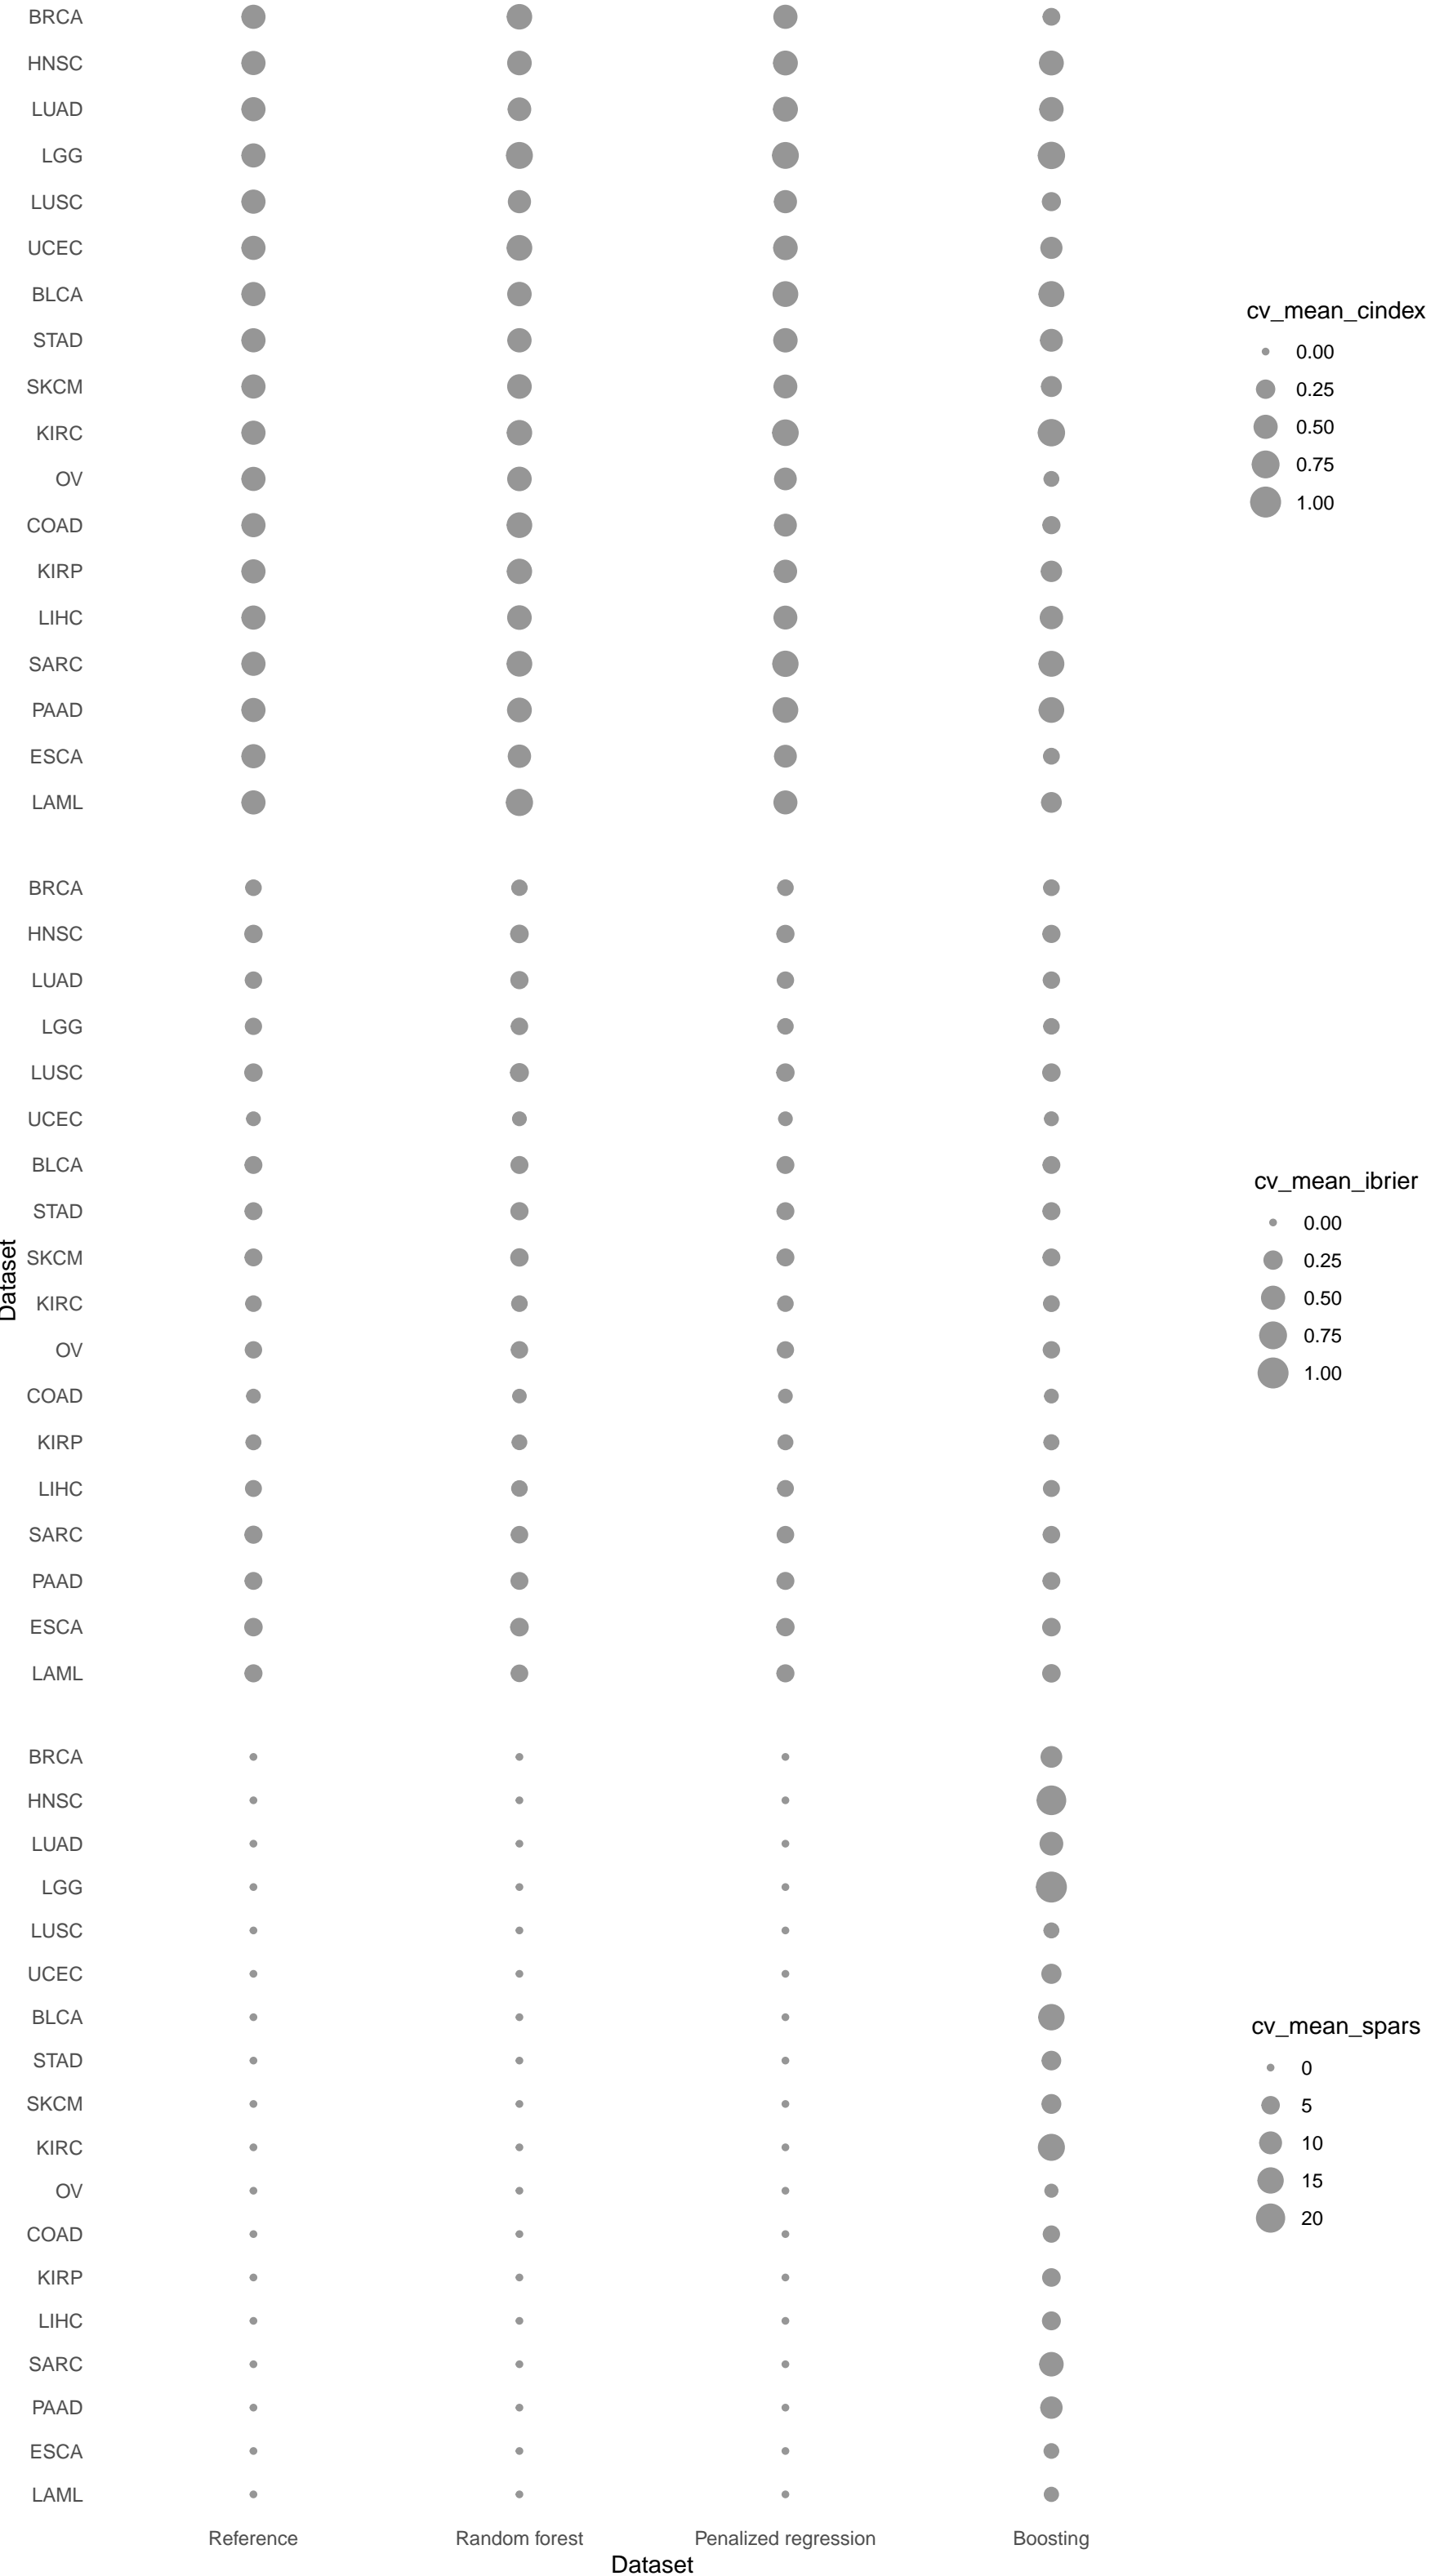 BRCA
HNSC
LUAD
LGG
LUSC
UCEC
BLCA
STAD
SKCM
KIRC
OV
COAD
KIRP
LIHC
SARC
PAAD
ESCA
LAML
cv_mean_cindex
0.00
0.25
0.50
0.75
1.00
BRCA
HNSC
LUAD
LGG
LUSC
UCEC
BLCA
STAD
SKCM
KIRC
OV
COAD
KIRP
LIHC
SARC
PAAD
ESCA
LAML
Dataset
cv_mean_ibrier
0.00
0.25
0.50
0.75
1.00
BRCA
HNSC
LUAD
LGG
LUSC
UCEC
BLCA
STAD
SKCM
KIRC
OV
COAD
KIRP
LIHC
SARC
PAAD
ESCA
LAML
cv_mean_spars
0
5
10
15
20
Reference Random forest Penalized regression Boosting
Dataset